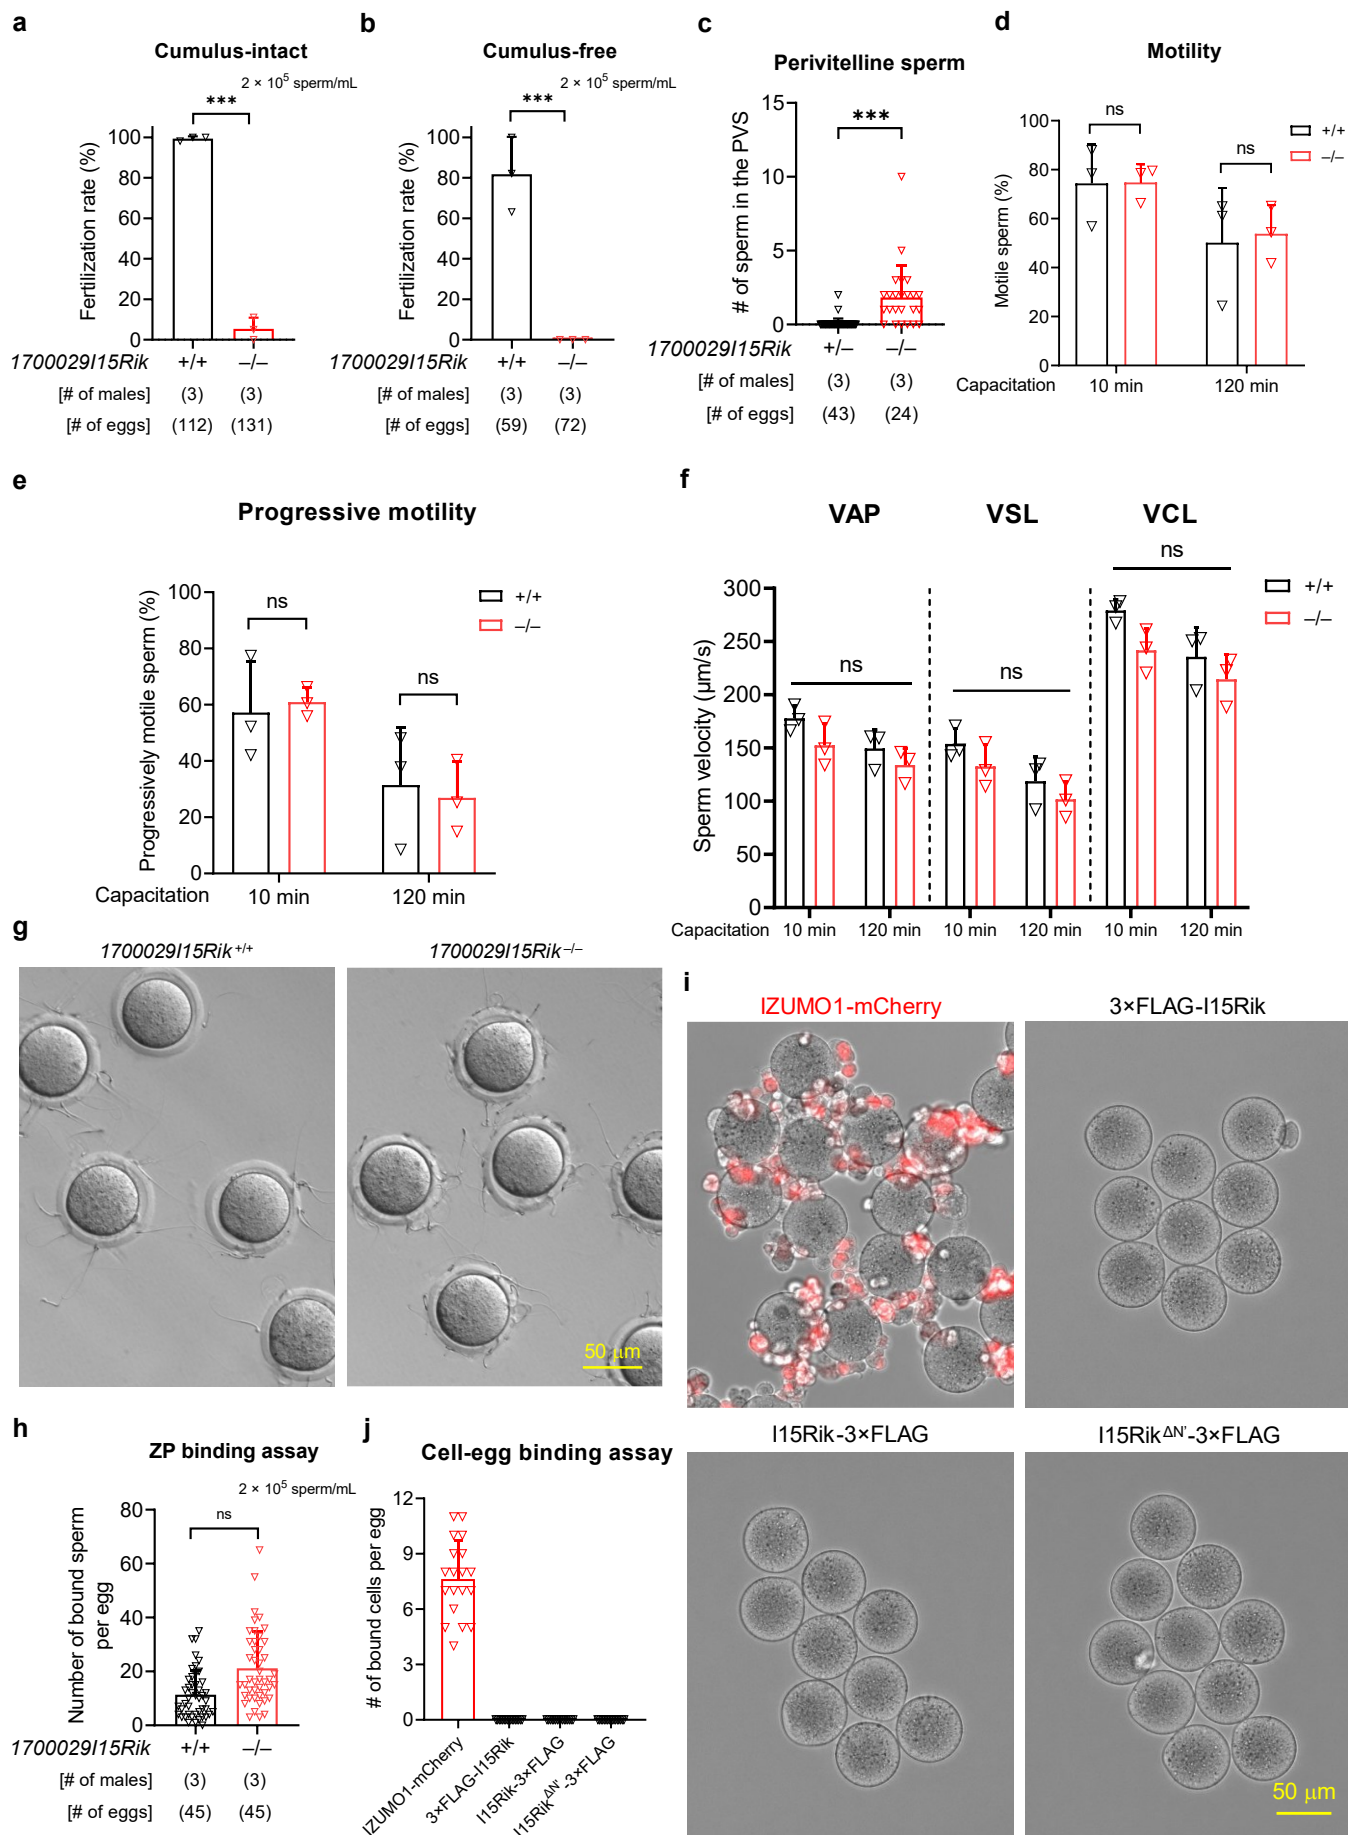 a
Cumulus-intact
2 × 10⁵ sperm/mL
***
Fertilization rate (%)
100
80
60
40
20
0
1700029I15Rik +/+ –/–
[# of males] (3) (3)
[# of eggs] (112) (131)
b
Cumulus-free
2 × 10⁵ sperm/mL
***
Fertilization rate (%)
100
80
60
40
20
0
1700029I15Rik +/+ –/–
[# of males] (3) (3)
[# of eggs] (59) (72)
c
Perivitelline sperm
***
# of sperm in the PVS
15
10
5
0
1700029I15Rik +/– –/–
[# of males] (3) (3)
[# of eggs] (43) (24)
d
Motility
ns
ns
+/+
–/–
Motile sperm (%)
100
80
60
40
20
0
Capacitation 10 min 120 min
e
Progressive motility
ns
ns
+/+
–/–
Progressively motile sperm (%)
100
80
60
40
20
0
Capacitation 10 min 120 min
f
VAP VSL VCL
ns
ns
ns
+/+
–/–
Sperm velocity (µm/s)
300
250
200
150
100
50
0
Capacitation 10 min 120 min 10 min 120 min 10 min 120 min
g
1700029I15Rik⁺/⁺
1700029I15Rik⁻/⁻
50 µm
h
ZP binding assay
2 × 10⁵ sperm/mL
ns
Number of bound sperm
per egg
80
60
40
20
0
1700029I15Rik +/+ –/–
[# of males] (3) (3)
[# of eggs] (45) (45)
i
IZUMO1-mCherry
3×FLAG-I15Rik
I15Rik-3×FLAG
I15Rik^ΔN'-3×FLAG
50 µm
j
Cell-egg binding assay
# of bound cells per egg
12
9
6
3
0
IZUMO1-mCherry
3×FLAG-I15Rik
I15Rik-3×FLAG
I15Rik^ΔN'-3×FLAG